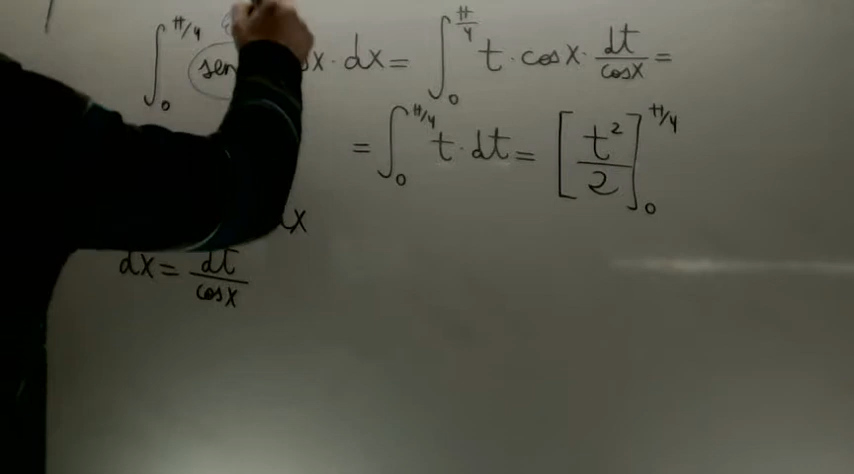 ∫₀^π/4 sen x · dx = ∫₀^π/4 t · cos x · dt/cos x =
= ∫₀^π/4 t · dt = [t²/2]₀^π/4
x
dx = dt/cos x